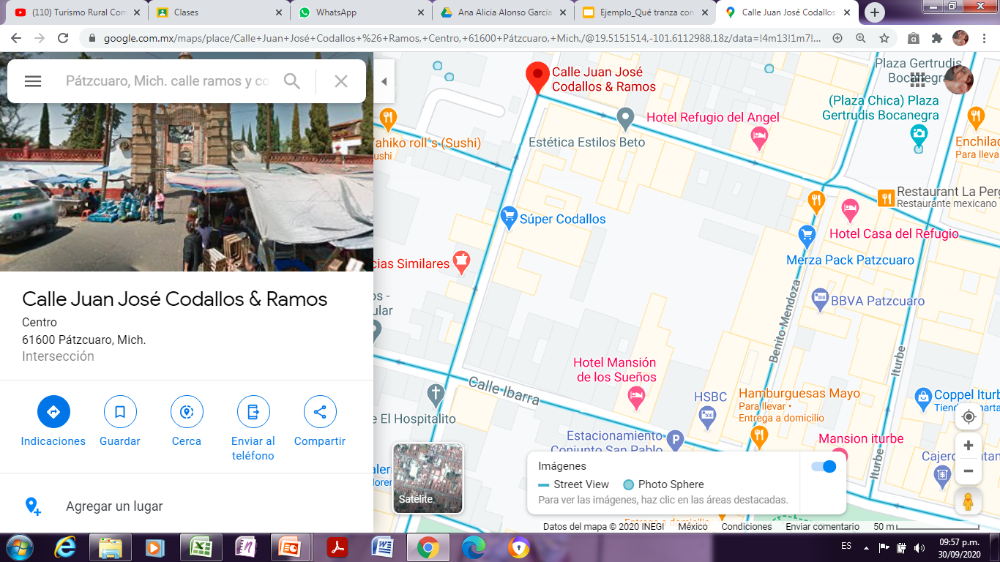 (110) Turismo Rural Com
Clases
WhatsApp
Ana Alicia Alonso García
Ejemplo_Qué tranza con
Calle Juan José Codallos
google.com.mx/maps/place/Calle+Juan+José+Codallos+%26+Ramos,+Centro,+61600+Pátzcuaro,+Mich./@19.5151514,-101.6112988,18z/data=!4m13!1m7!...
Pátzcuaro, Mich. calle ramos y co
Calle Juan José Codallos & Ramos
Centro
61600 Pátzcuaro, Mich.
Intersección
Indicaciones
Guardar
Cerca
Enviar al
teléfono
Compartir
Agregar un lugar
Calle Juan José
Codallos & Ramos
Plaza Gertrudis
Bocanegra
(Plaza Chica) Plaza
Gertrudis Bocanegra
Hotel Refugio del Angel
Estética Estilos Beto
Yahiko roll´s (Sushi)
Sushi
Enchilac
Para lleva
Restaurant La Perg
Restaurante mexicano
Súper Codallos
Hotel Casa del Refugio
Merza Pack Patzcuaro
cias Similares
os -
ular
BBVA Patzcuaro
Benito Mendoza
Iturbe
Hotel Mansión
de los Sueños
Calle Ibarra
HSBC
Hamburguesas Mayo
Para llevar •
Entrega a domicilio
Coppel Iturb
Tienda
parta
e El Hospitalito
Estacionamiento
Conjunto San Pablo
Mansion iturbe
Iturbe
Cajero
tan
aler
lorer
Satélite
Imágenes
Street View
Photo Sphere
Para ver las imágenes, haz clic en las áreas destacadas.
Entrega a domicilio
Datos del mapa © 2020 INEGI
México
Condiciones
Enviar comentario
50 m
ES
09:57 p.m.
30/09/2020